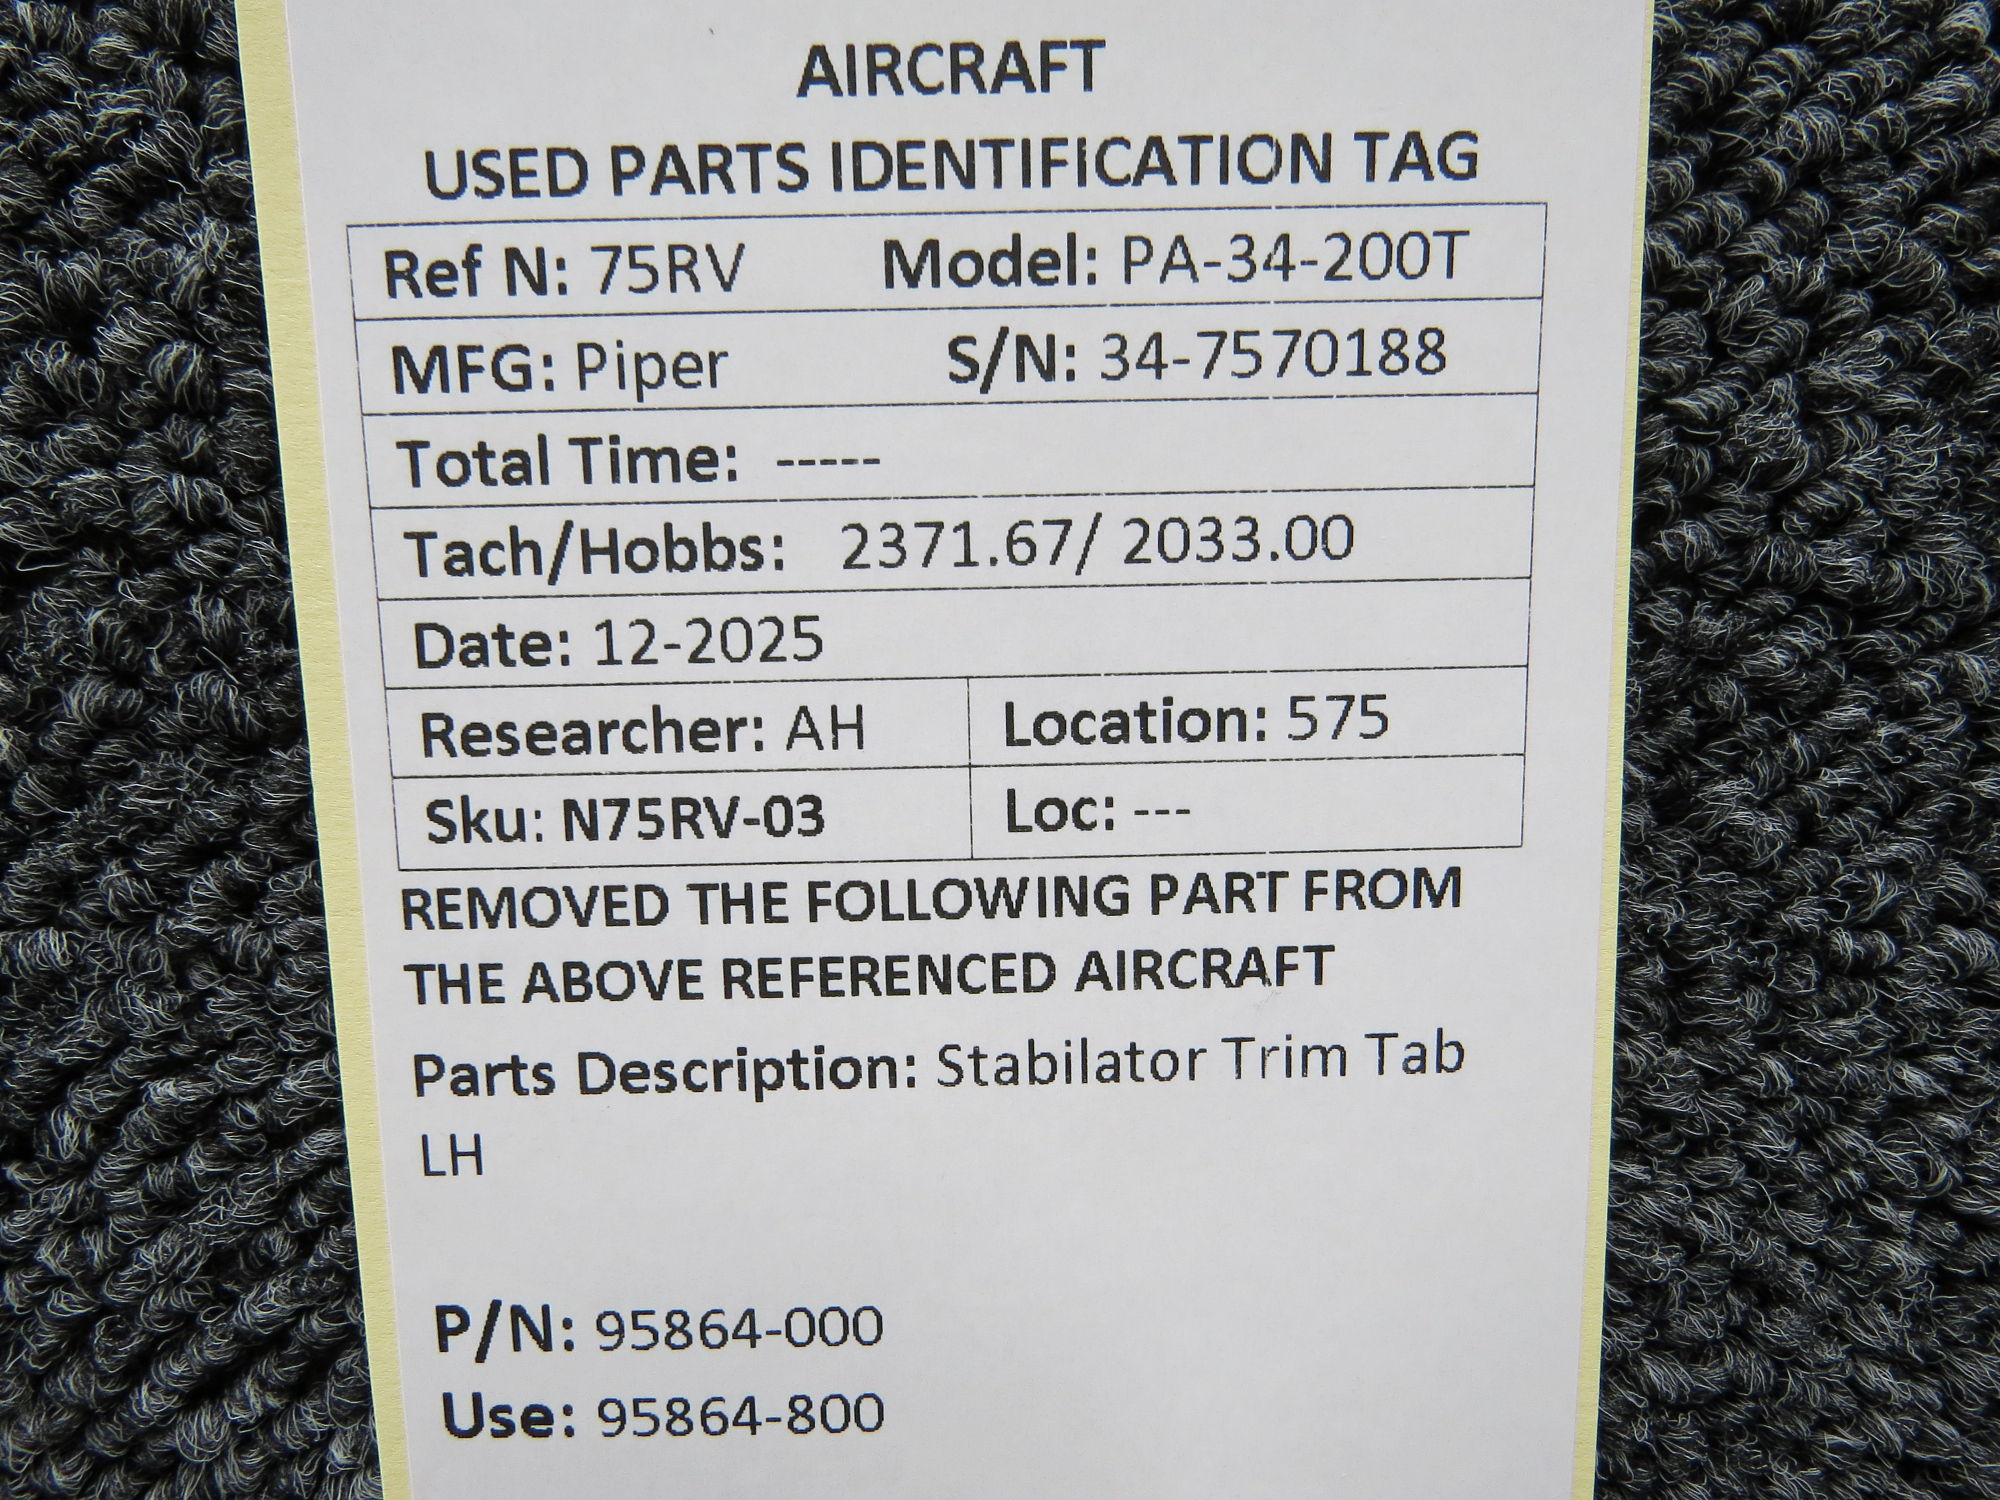 AIRCRAFT
USED PARTS IDENTIFICATION TAG
Ref N: 75RV Model: PA-34-200T
MFG: Piper S/N: 34-7570188
Total Time: -----
Tach/Hobbs: 2371.67/ 2033.00
Date: 12-2025
Researcher: AH Location: 575
Sku: N75RV-03 Loc: ---
REMOVED THE FOLLOWING PART FROM
THE ABOVE REFERENCED AIRCRAFT
Parts Description: Stabilator Trim Tab
LH
P/N: 95864-000
Use: 95864-800